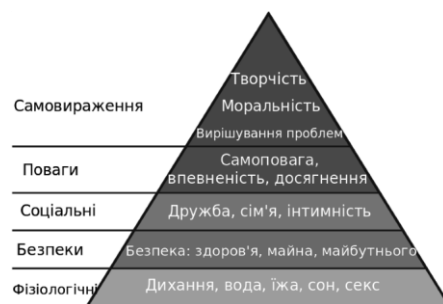 Творчість
Самовираження
Моральність
Вирішування проблем
Поваги
Самоповага,
впевненість, досягнення
Соціальні
Дружба, сім'я, інтимність
Безпеки
Безпека: здоров'я, майна, майбутнього
Фізіологічні
Дихання, вода, їжа, сон, секс